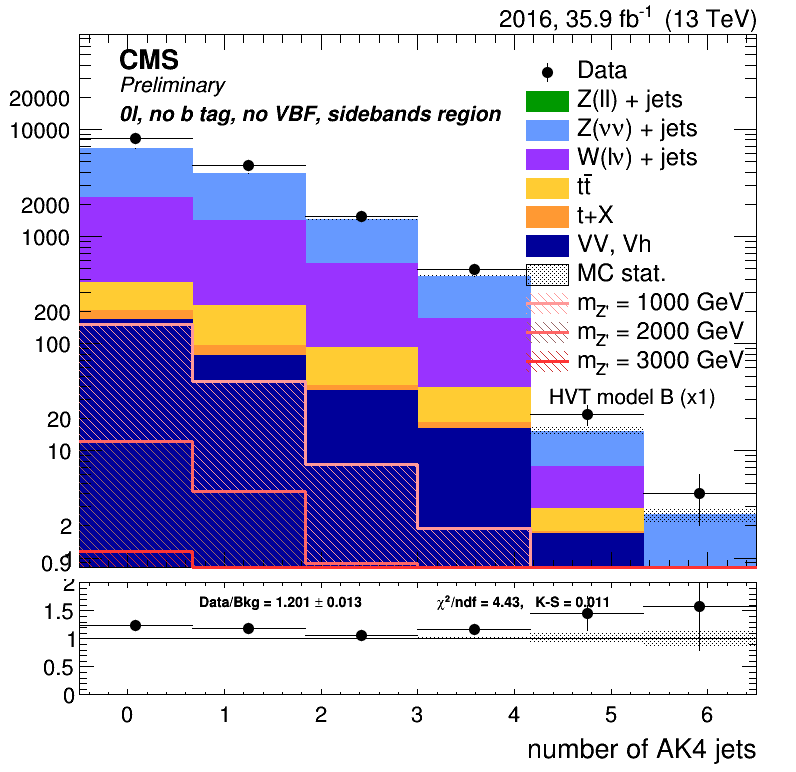 2016, 35.9 fb⁻¹ (13 TeV)
CMS
Preliminary
0l, no b tag, no VBF, sidebands region
Data
Z(ll) + jets
Z(νν) + jets
W(lν) + jets
tt̄
t+X
VV, Vh
MC stat.
m_Z' = 1000 GeV
m_Z' = 2000 GeV
m_Z' = 3000 GeV
HVT model B (x1)
20000
10000
2000
1000
200
100
20
10
2
0.9
2
1.5
1
0.5
0
Data/Bkg = 1.201 ± 0.013
χ²/ndf = 4.43, K-S = 0.011
0 1 2 3 4 5 6
number of AK4 jets